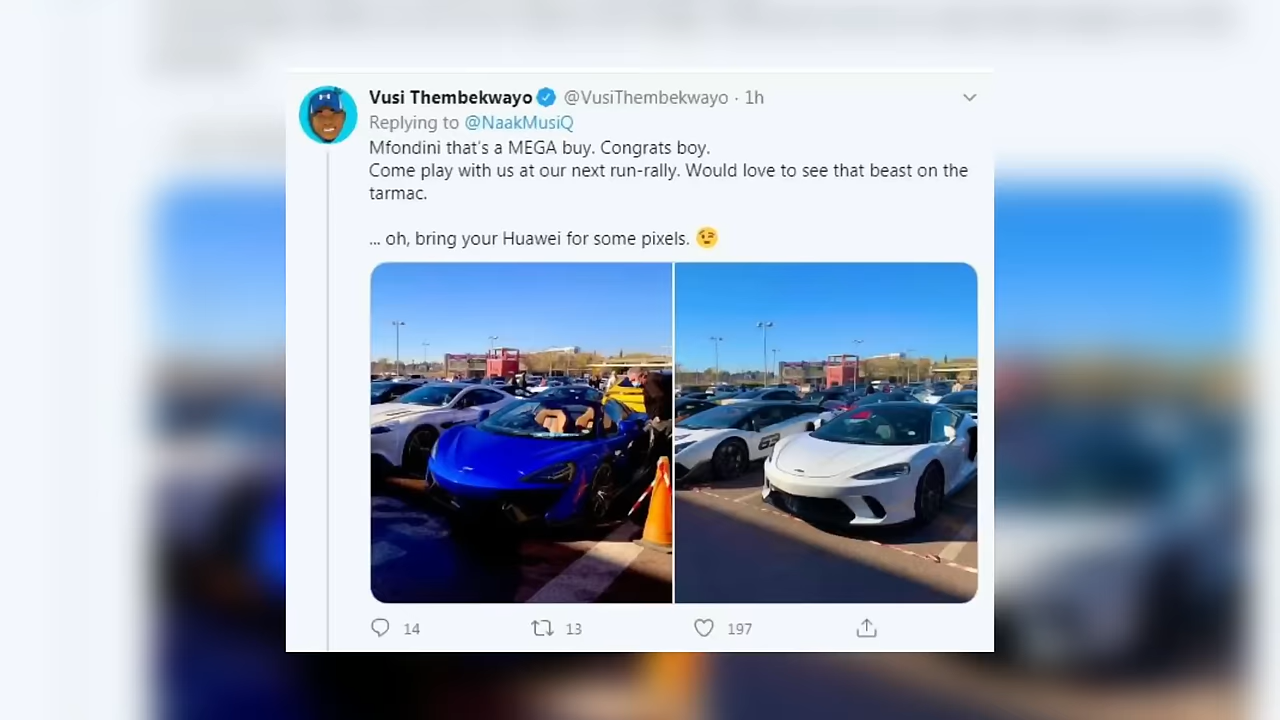 Vusi Thembekwayo @VusiThembekwayo · 1h
Replying to @NaakMusiQ
Mfondini that's a MEGA buy. Congrats boy.
Come play with us at our next run-rally. Would love to see that beast on the
tarmac.
... oh, bring your Huawei for some pixels. 😉
14 13 197